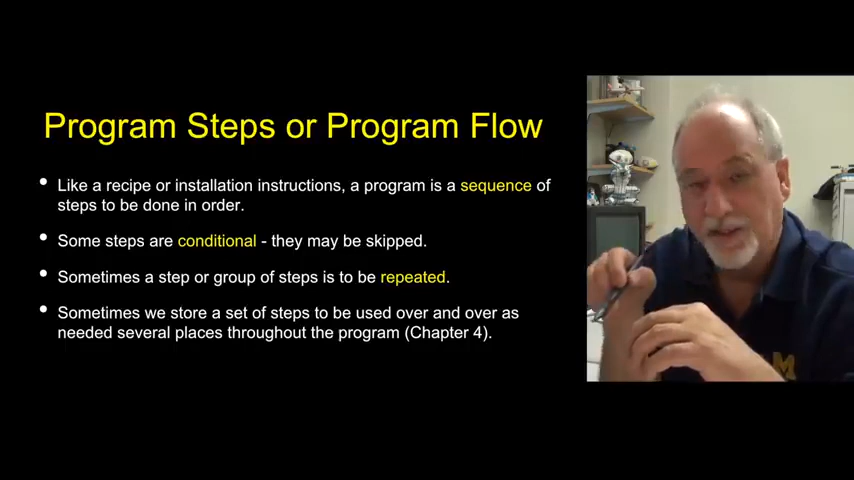 Program Steps or Program Flow
• Like a recipe or installation instructions, a program is a sequence of
steps to be done in order.
• Some steps are conditional - they may be skipped.
• Sometimes a step or group of steps is to be repeated.
• Sometimes we store a set of steps to be used over and over as
needed several places throughout the program (Chapter 4).
M